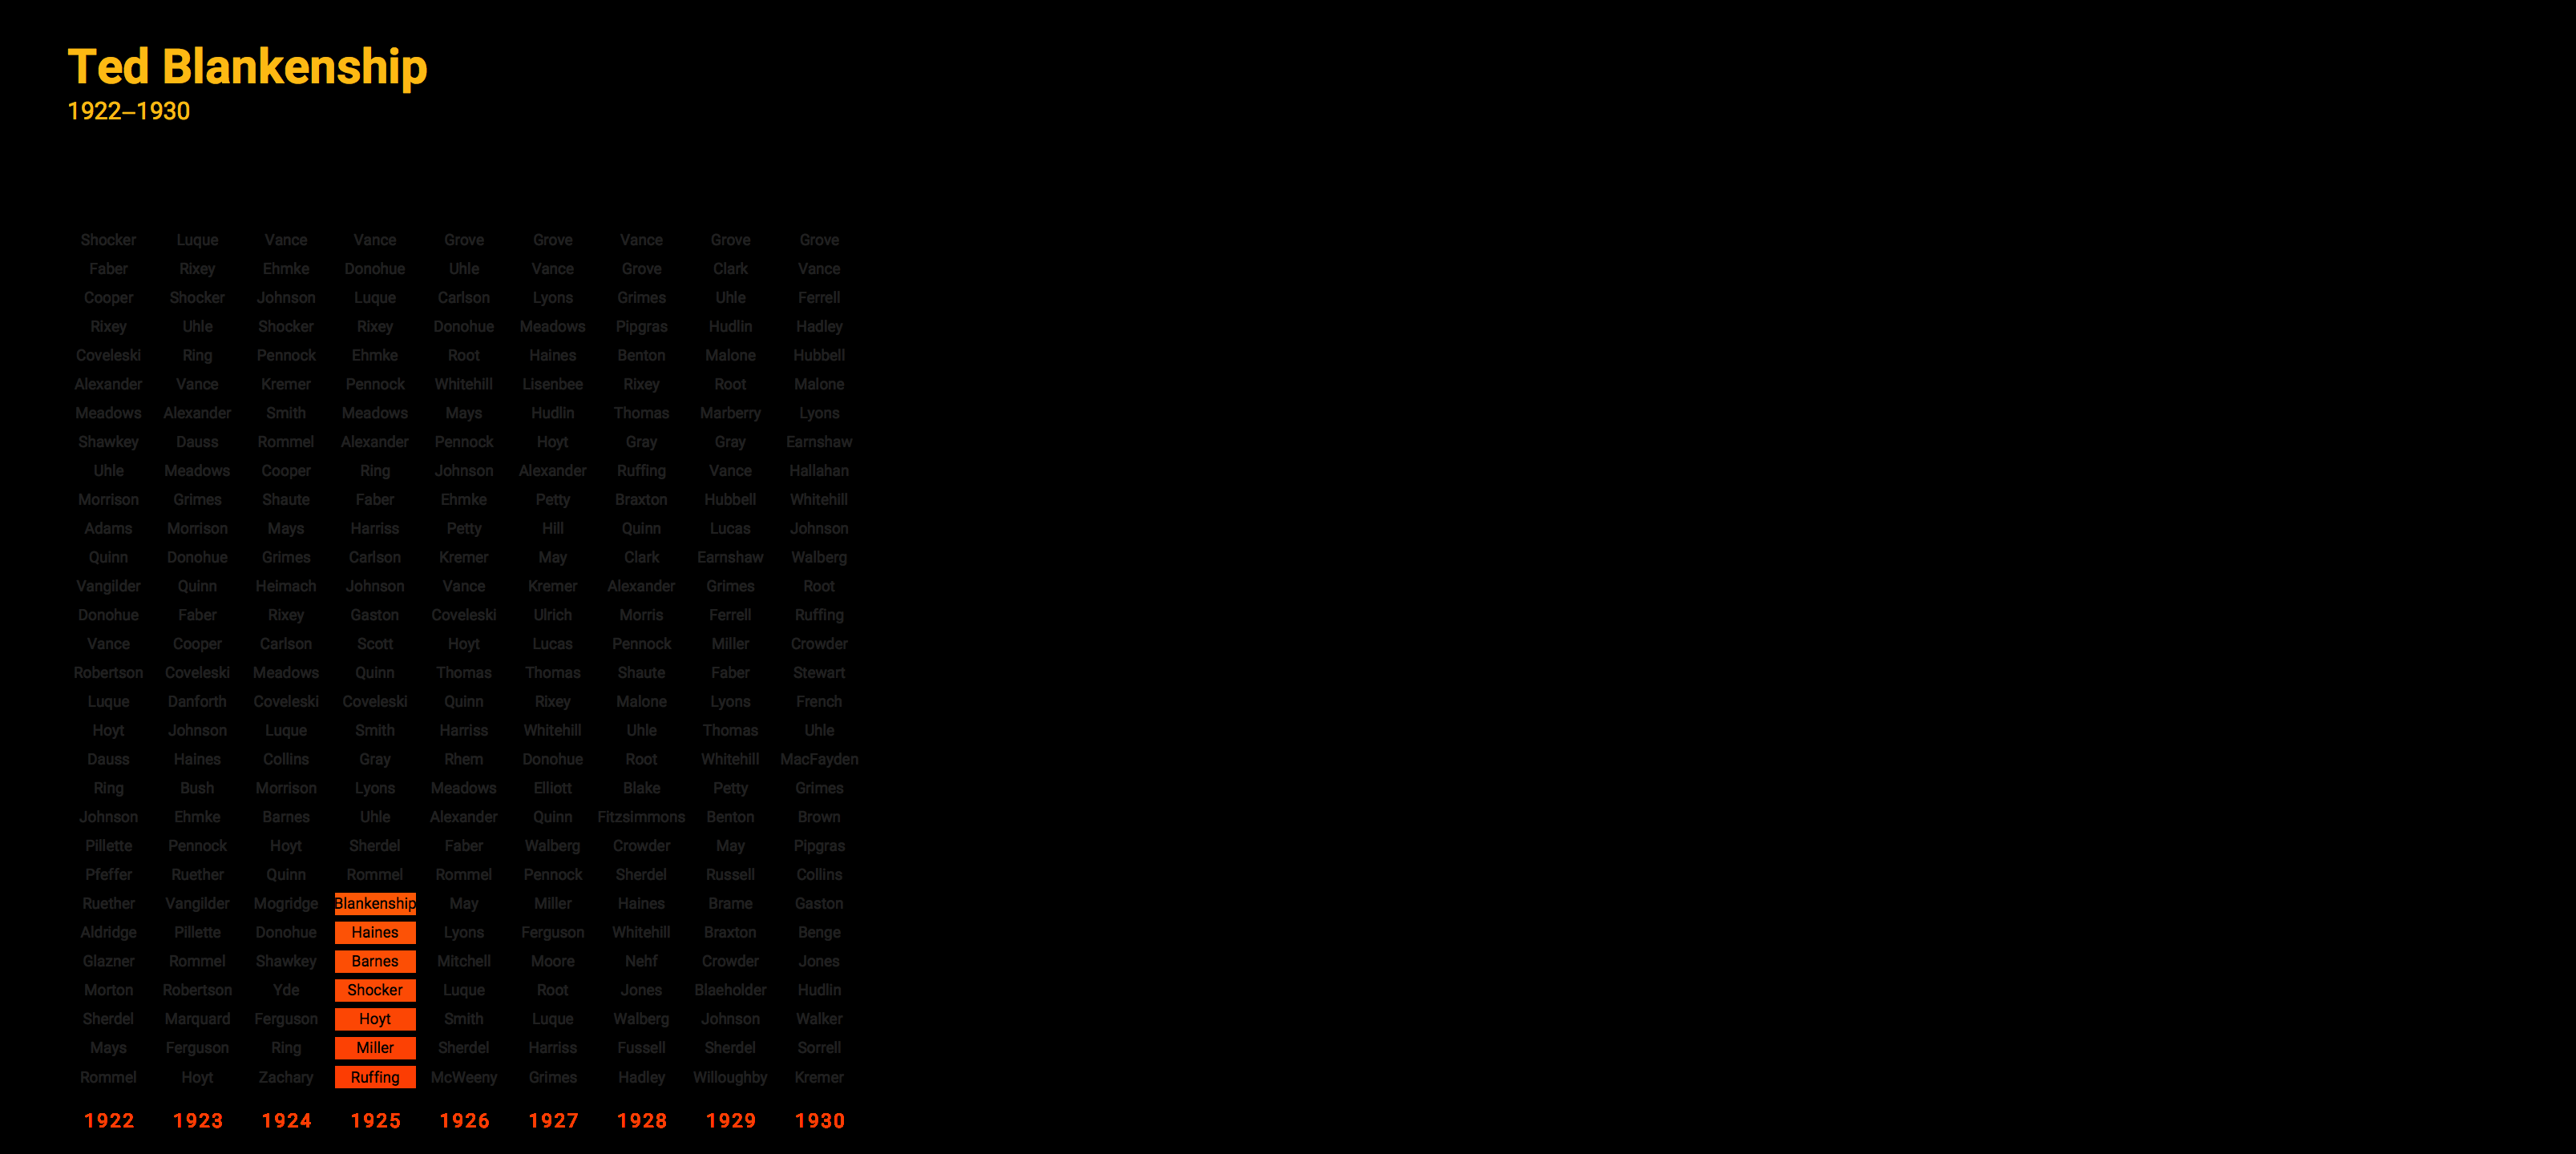 Ted Blankenship
1922–1930
Shocker Luque Vance Vance Grove Grove Vance Grove Grove
Faber Rixey Ehmke Donohue Uhle Vance Grove Clark Vance
Cooper Shocker Johnson Luque Carlson Lyons Grimes Uhle Ferrell
Rixey Uhle Shocker Rixey Donohue Meadows Pipgras Hudlin Hadley
Coveleski Ring Pennock Ehmke Root Haines Benton Malone Hubbell
Alexander Vance Kremer Pennock Whitehill Lisenbee Rixey Root Malone
Meadows Alexander Smith Meadows Mays Hudlin Thomas Marberry Lyons
Shawkey Dauss Rommel Alexander Pennock Hoyt Gray Gray Earnshaw
Uhle Meadows Cooper Ring Johnson Alexander Ruffing Vance Hallahan
Morrison Grimes Shaute Faber Ehmke Petty Braxton Hubbell Whitehill
Adams Morrison Mays Harriss Petty Hill Quinn Lucas Johnson
Quinn Donohue Grimes Carlson Kremer May Clark Earnshaw Walberg
Vangilder Quinn Heimach Johnson Vance Kremer Alexander Grimes Root
Donohue Faber Rixey Gaston Coveleski Ulrich Morris Ferrell Ruffing
Vance Cooper Carlson Scott Hoyt Lucas Pennock Miller Crowder
Robertson Coveleski Meadows Quinn Thomas Thomas Shaute Faber Stewart
Luque Danforth Coveleski Coveleski Quinn Rixey Malone Lyons French
Hoyt Johnson Luque Smith Harriss Whitehill Uhle Thomas Uhle
Dauss Haines Collins Gray Rhem Donohue Root Whitehill MacFayden
Ring Bush Morrison Lyons Meadows Elliott Blake Petty Grimes
Johnson Ehmke Barnes Uhle Alexander Quinn Fitzsimmons Benton Brown
Pillette Pennock Hoyt Sherdel Faber Walberg Crowder May Pipgras
Pfeffer Ruether Quinn Rommel Rommel Pennock Sherdel Russell Collins
Ruether Vangilder Mogridge Blankenship May Miller Haines Brame Gaston
Aldridge Pillette Donohue Haines Lyons Ferguson Whitehill Braxton Benge
Glazner Rommel Shawkey Barnes Mitchell Moore Nehf Crowder Jones
Morton Robertson Yde Shocker Luque Root Jones Blaeholder Hudlin
Sherdel Marquard Ferguson Hoyt Smith Luque Walberg Johnson Walker
Mays Ferguson Ring Miller Sherdel Harriss Fussell Sherdel Sorrell
Rommel Hoyt Zachary Ruffing McWeeny Grimes Hadley Willoughby Kremer
1922 1923 1924 1925 1926 1927 1928 1929 1930